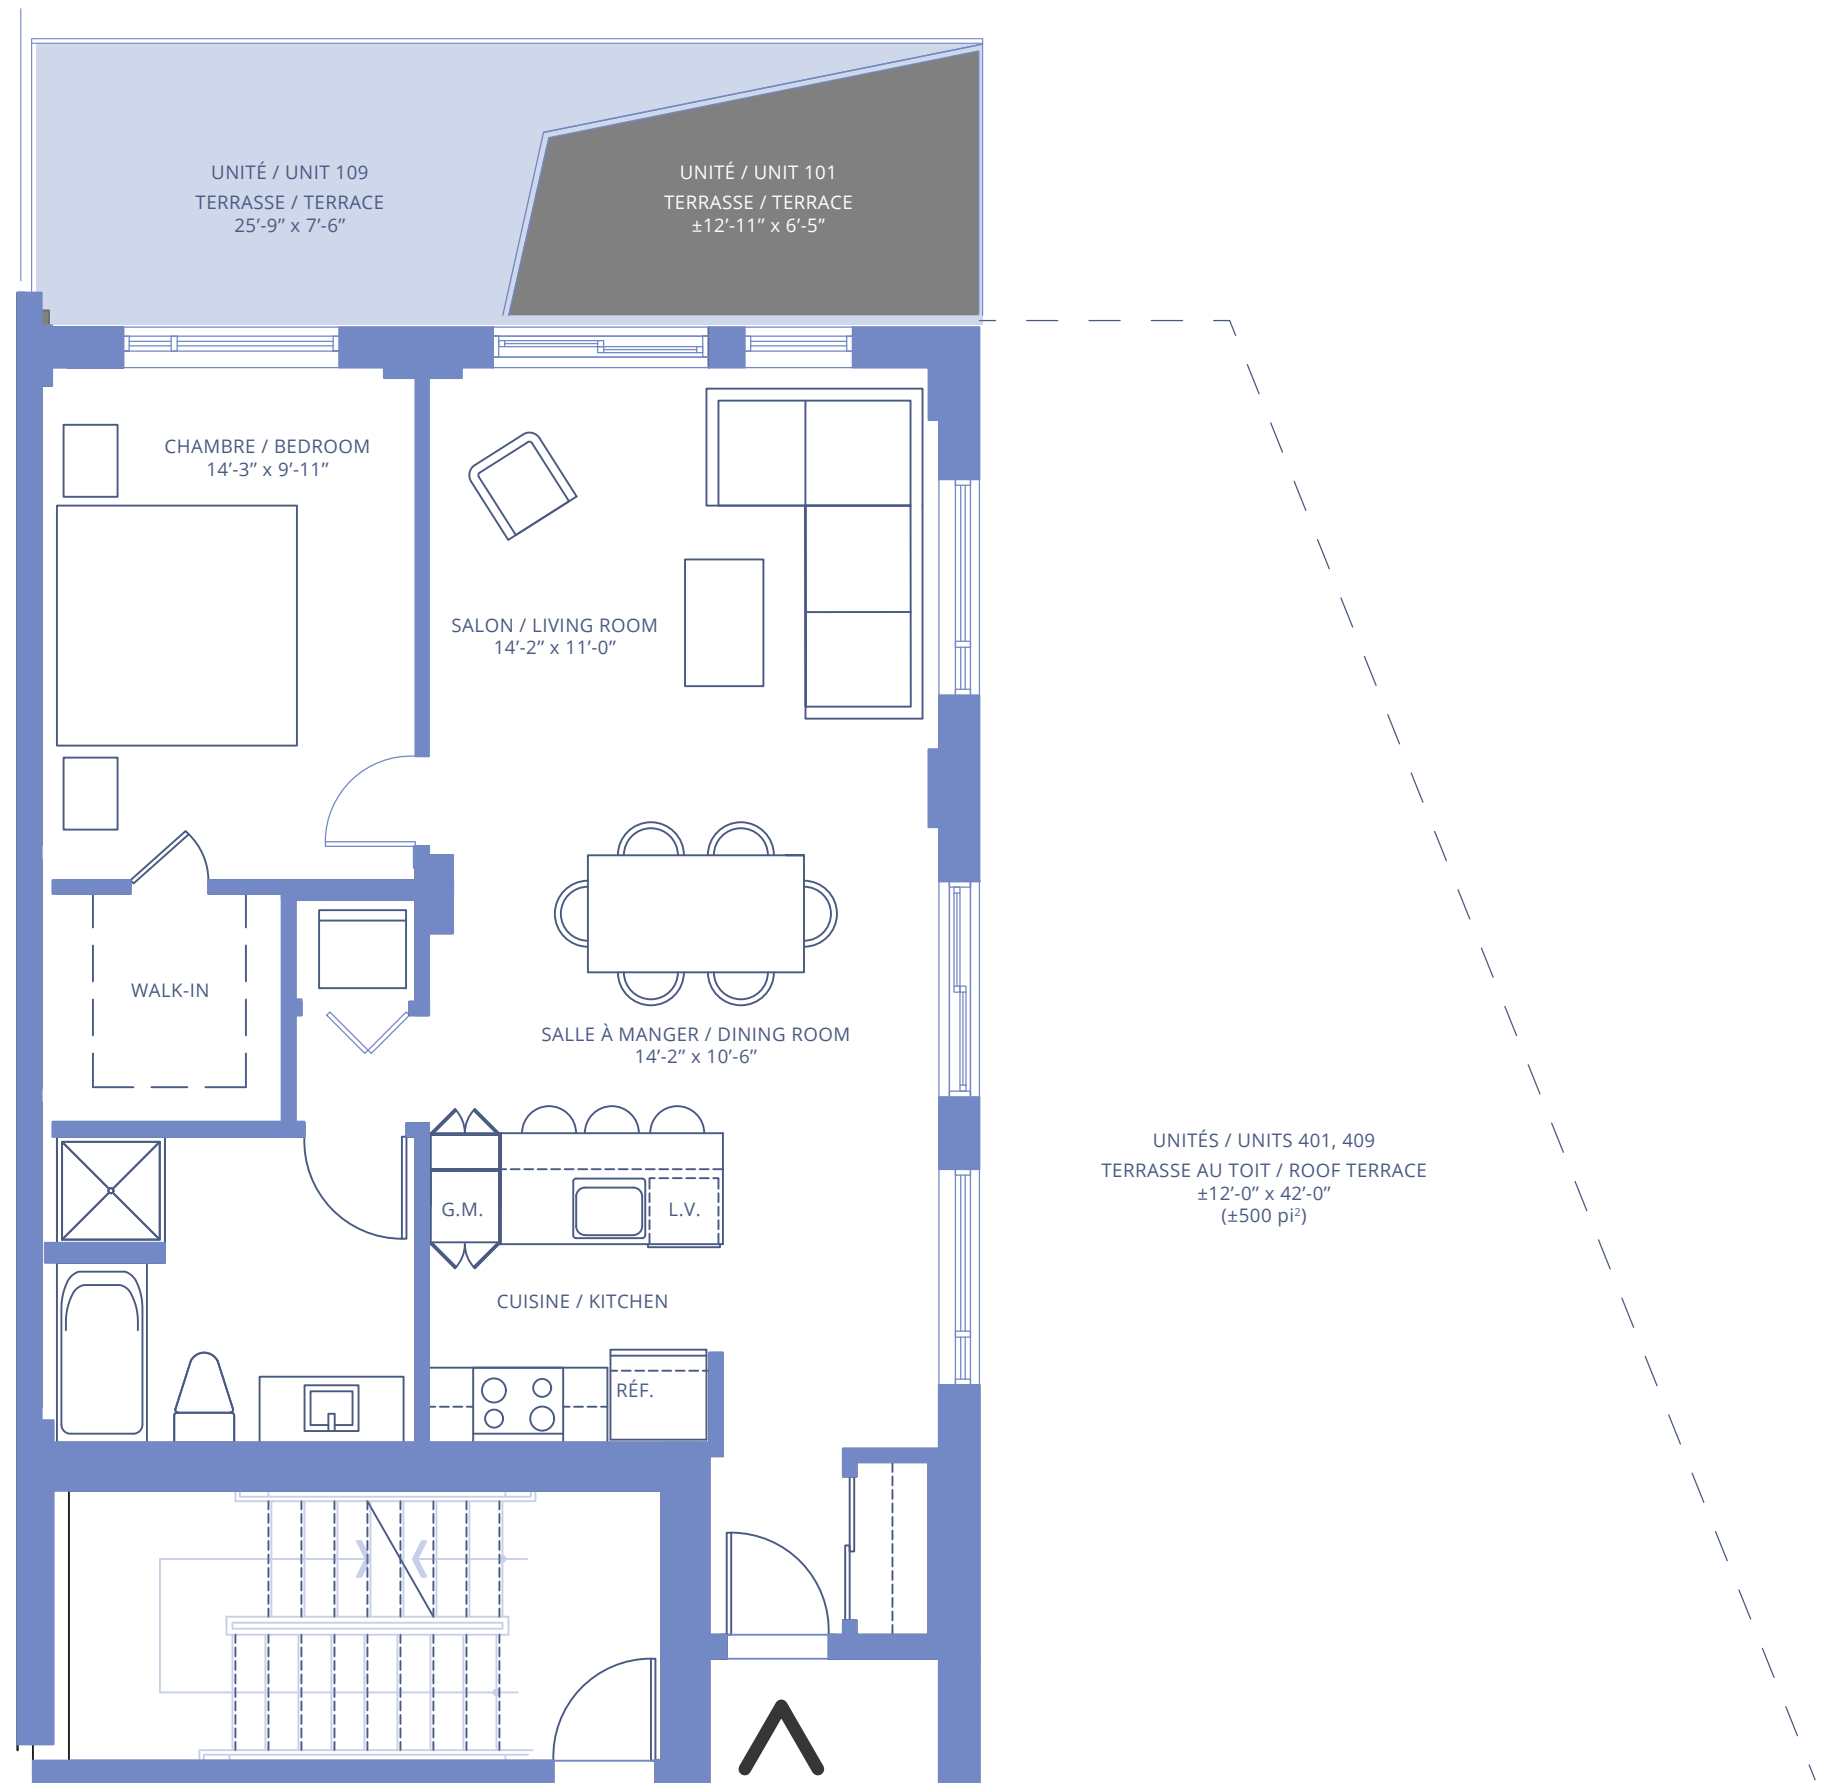 UNITÉ / UNIT 109
TERRASSE / TERRACE
25’-9” x 7’-6”
UNITÉ / UNIT 101
TERRASSE / TERRACE
±12’-11” x 6’-5”
CHAMBRE / BEDROOM
14’-3” x 9’-11”
SALON / LIVING ROOM
14’-2” x 11’-0”
WALK-IN
SALLE À MANGER / DINING ROOM
14’-2” x 10’-6”
UNITÉS / UNITS 401, 409
TERRASSE AU TOIT / ROOF TERRACE
±12’-0” x 42’-0”
(±500 pi²)
G.M.
L.V.
CUISINE / KITCHEN
RÉF.